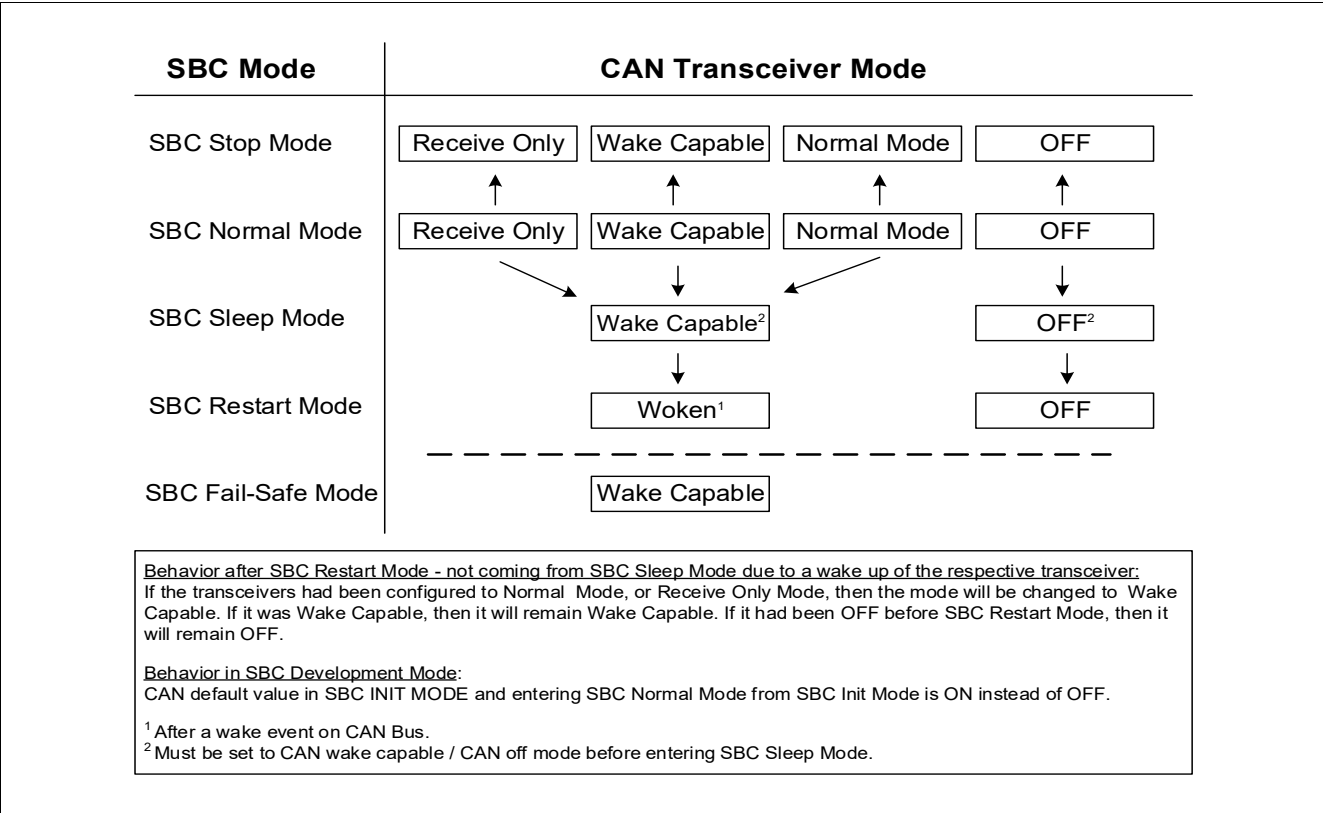 SBC Mode CAN Transceiver Mode
SBC Stop Mode Receive Only Wake Capable Normal Mode OFF
SBC Normal Mode Receive Only Wake Capable Normal Mode OFF
SBC Sleep Mode Wake Capable² OFF²
SBC Restart Mode Woken¹ OFF
SBC Fail-Safe Mode Wake Capable
Behavior after SBC Restart Mode - not coming from SBC Sleep Mode due to a wake up of the respective transceiver:
If the transceivers had been configured to Normal Mode, or Receive Only Mode, then the mode will be changed to Wake
Capable. If it was Wake Capable, then it will remain Wake Capable. If it had been OFF before SBC Restart Mode, then it
will remain OFF.
Behavior in SBC Development Mode:
CAN default value in SBC INIT MODE and entering SBC Normal Mode from SBC Init Mode is ON instead of OFF.
¹ After a wake event on CAN Bus.
² Must be set to CAN wake capable / CAN off mode before entering SBC Sleep Mode.